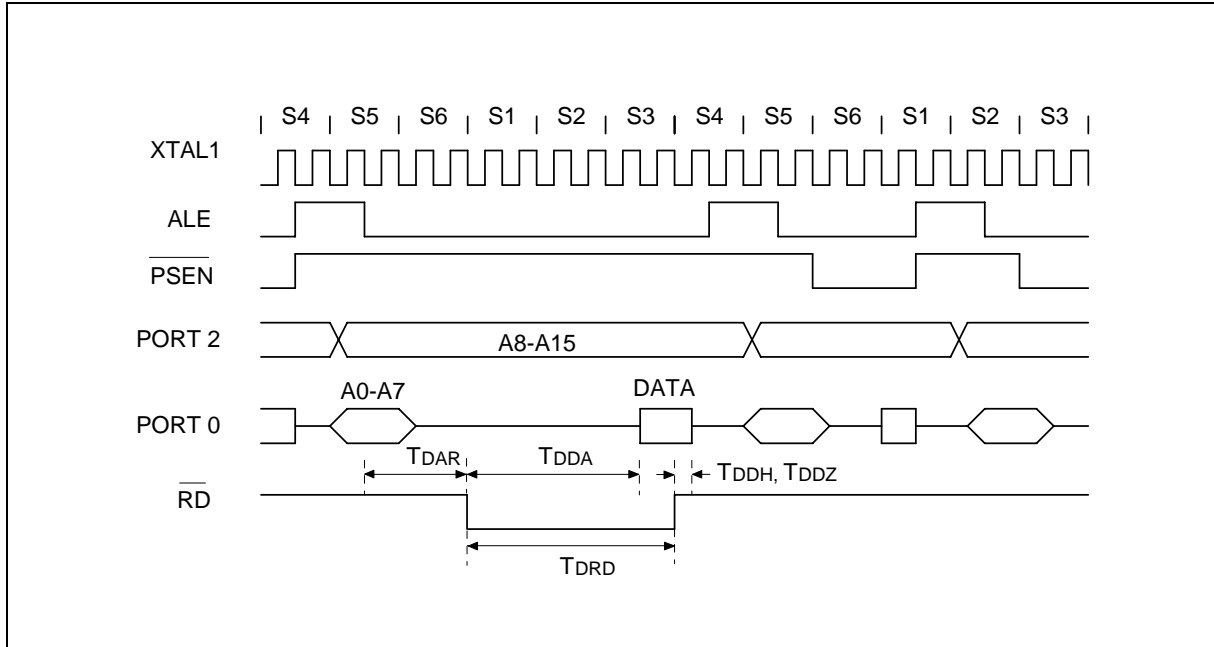 S4 S5 S6 S1 S2 S3 S4 S5 S6 S1 S2 S3
XTAL1
ALE
PSEN
PORT 2
A8-A15
A0-A7
DATA
PORT 0
TDAR
TDDA
TDDH, TDDZ
RD
TDRD